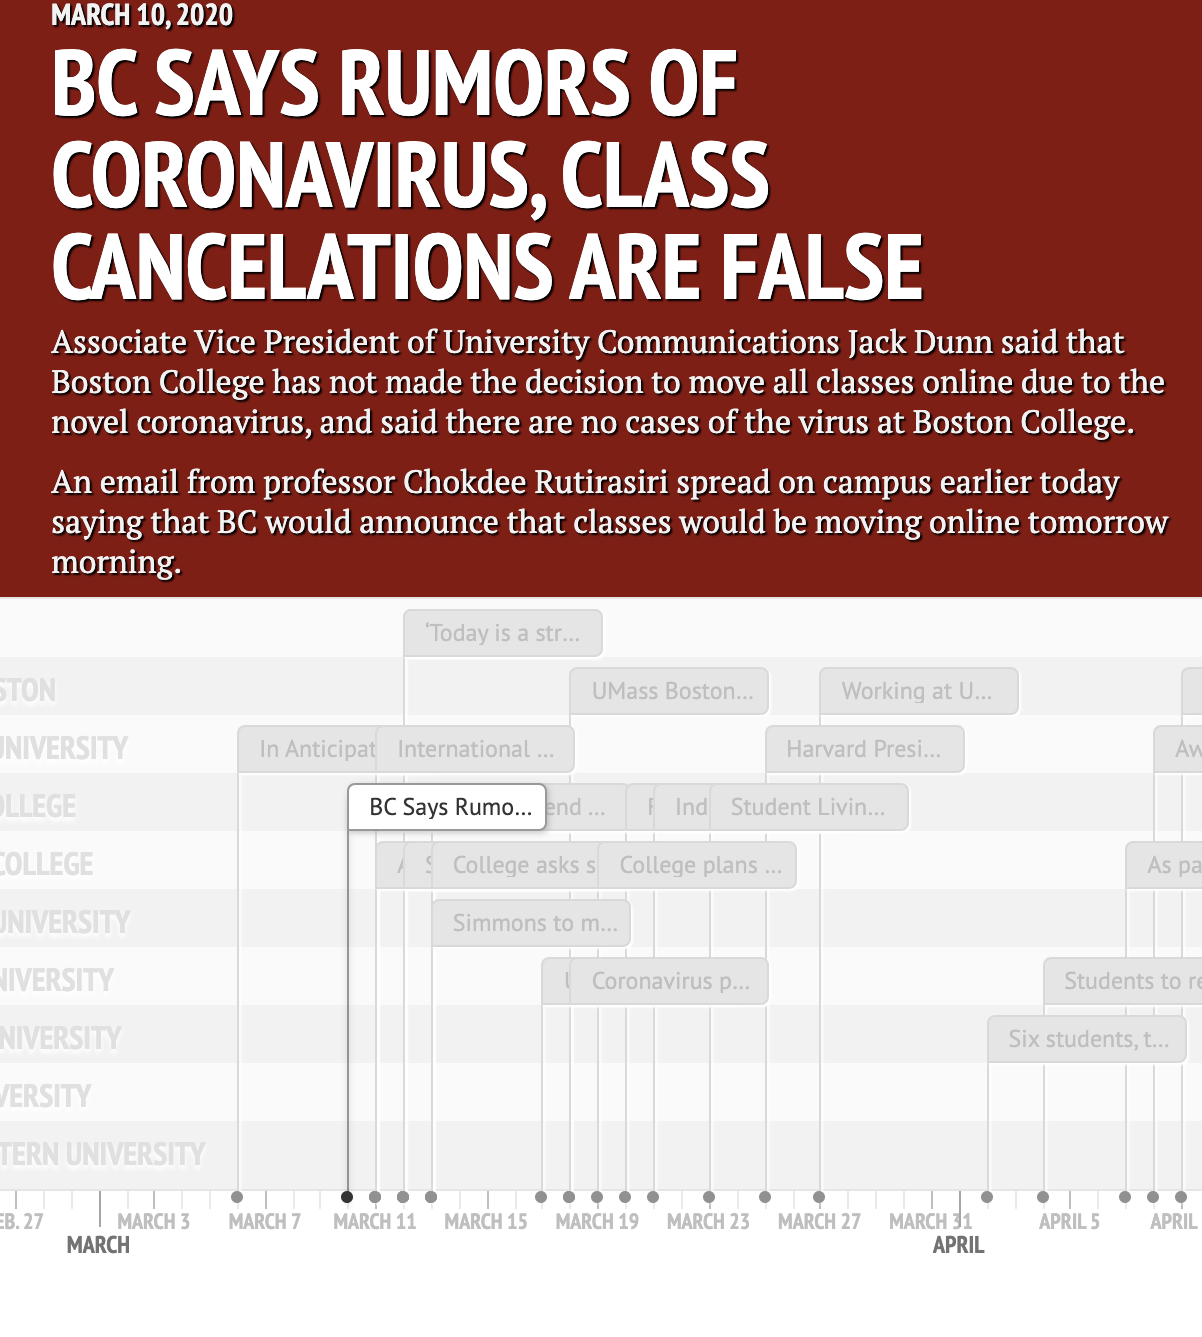 MARCH 10, 2020
BC SAYS RUMORS OF
CORONAVIRUS, CLASS
CANCELATIONS ARE FALSE
Associate Vice President of University Communications Jack Dunn said that
Boston College has not made the decision to move all classes online due to the
novel coronavirus, and said there are no cases of the virus at Boston College.
An email from professor Chokdee Rutirasiri spread on campus earlier today
saying that BC would announce that classes would be moving online tomorrow
morning.
‘Today is a str...
STON UMass Boston... Working at U...
UNIVERSITY In Anticipat International ... Harvard Presi... Aw
OLLEGE BC Says Rumo... end ... Ind Student Livin...
COLLEGE A S College asks s College plans ... As pa
UNIVERSITY Simmons to m...
NIVERSITY Coronavirus p... Students to re
NIVERSITY Six students, t...
VERSITY
TERN UNIVERSITY
EB. 27 MARCH 3 MARCH 7 MARCH 11 MARCH 15 MARCH 19 MARCH 23 MARCH 27 MARCH 31 APRIL 5 APRIL
MARCH APRIL